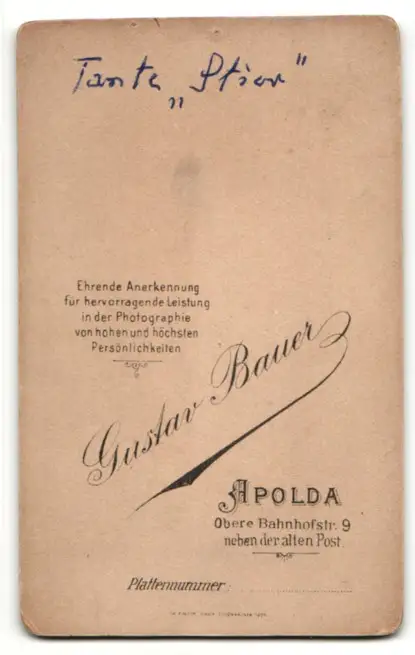 Tante „Stier"
Ehrende Anerkennung
für hervorragende Leistung
in der Photographie
von hohen und höchsten
Persönlichkeiten
Gustav Bauer
APOLDA
Obere Bahnhofstr. 9
neben der alten Post.
Plattennummer